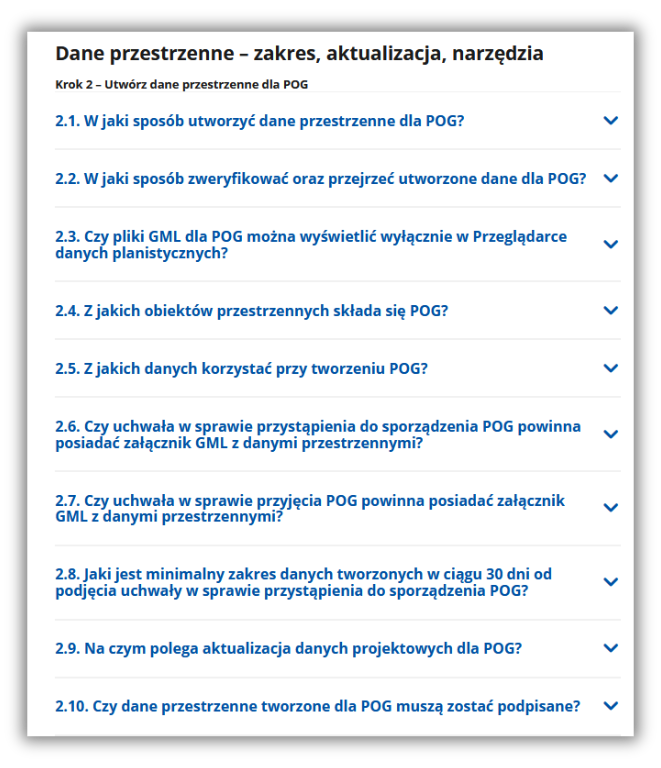 Dane przestrzenne – zakres, aktualizacja, narzędzia
Krok 2 – Utwórz dane przestrzenne dla POG
2.1. W jaki sposób utworzyć dane przestrzenne dla POG?
2.2. W jaki sposób zweryfikować oraz przejrzeć utworzone dane dla POG?
2.3. Czy pliki GML dla POG można wyświetlić wyłącznie w Przeglądarce
danych planistycznych?
2.4. Z jakich obiektów przestrzennych składa się POG?
2.5. Z jakich danych korzystać przy tworzeniu POG?
2.6. Czy uchwała w sprawie przystąpienia do sporządzenia POG powinna
posiadać załącznik GML z danymi przestrzennymi?
2.7. Czy uchwała w sprawie przyjęcia POG powinna posiadać załącznik
GML z danymi przestrzennymi?
2.8. Jaki jest minimalny zakres danych tworzonych w ciągu 30 dni od
podjęcia uchwały w sprawie przystąpienia do sporządzenia POG?
2.9. Na czym polega aktualizacja danych projektowych dla POG?
2.10. Czy dane przestrzenne tworzone dla POG muszą zostać podpisane?